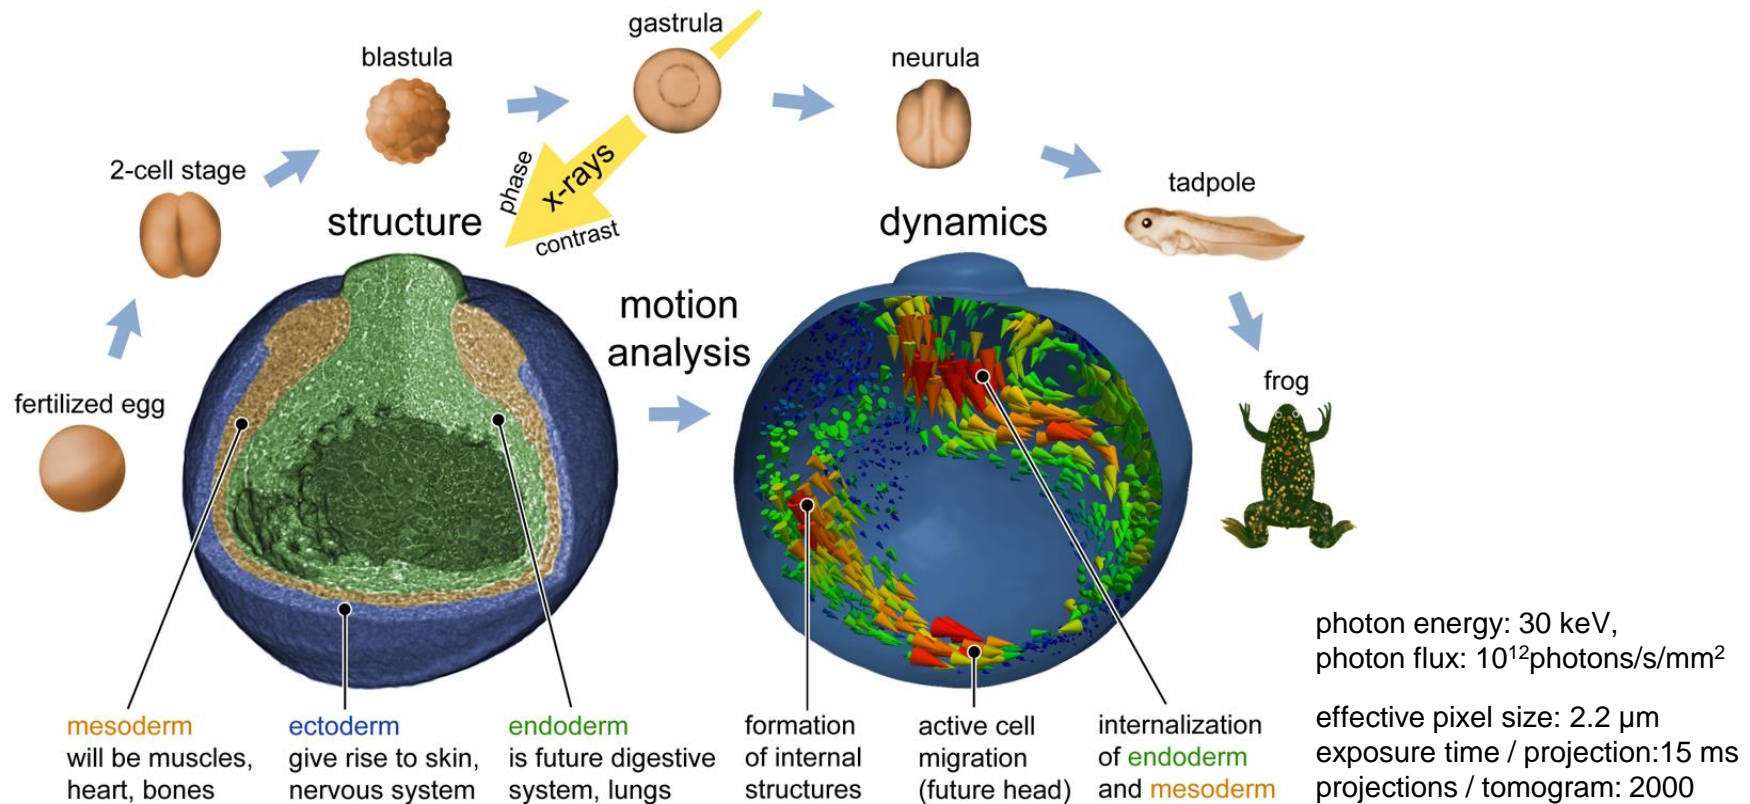 gastrula
blastula
neurula
2-cell stage
tadpole
phase
x-rays
contrast
structure
dynamics
motion
analysis
fertilized egg
frog
mesoderm
will be muscles,
heart, bones
ectoderm
give rise to skin,
nervous system
endoderm
is future digestive
system, lungs
formation
of internal
structures
active cell
migration
(future head)
internalization
of endoderm
and mesoderm
photon energy: 30 keV,
photon flux: 10¹²photons/s/mm²
effective pixel size: 2.2 µm
exposure time / projection:15 ms
projections / tomogram: 2000